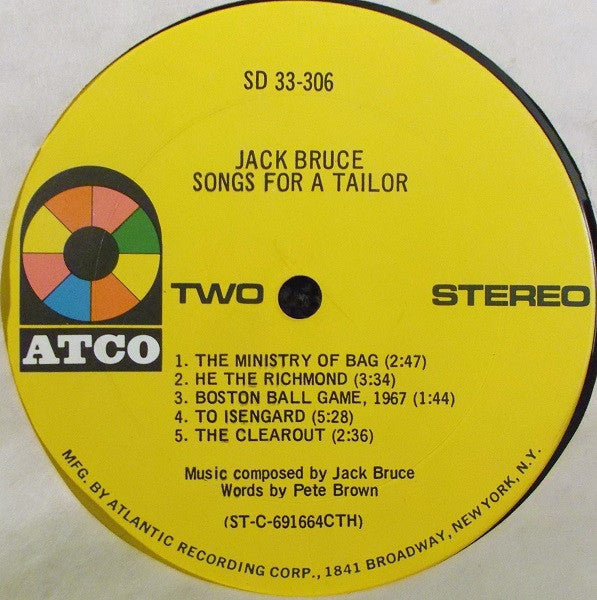 SD 33-306
JACK BRUCE
SONGS FOR A TAILOR
TWO STEREO
ATCO
1. THE MINISTRY OF BAG (2:47)
2. HE THE RICHMOND (3:34)
3. BOSTON BALL GAME, 1967 (1:44)
4. TO ISENGARD (5:28)
5. THE CLEAROUT (2:36)
Music composed by Jack Bruce
Words by Pete Brown
(ST-C-691664CTH)
MFG. BY ATLANTIC RECORDING CORP., 1841 BROADWAY, NEW YORK, N.Y.